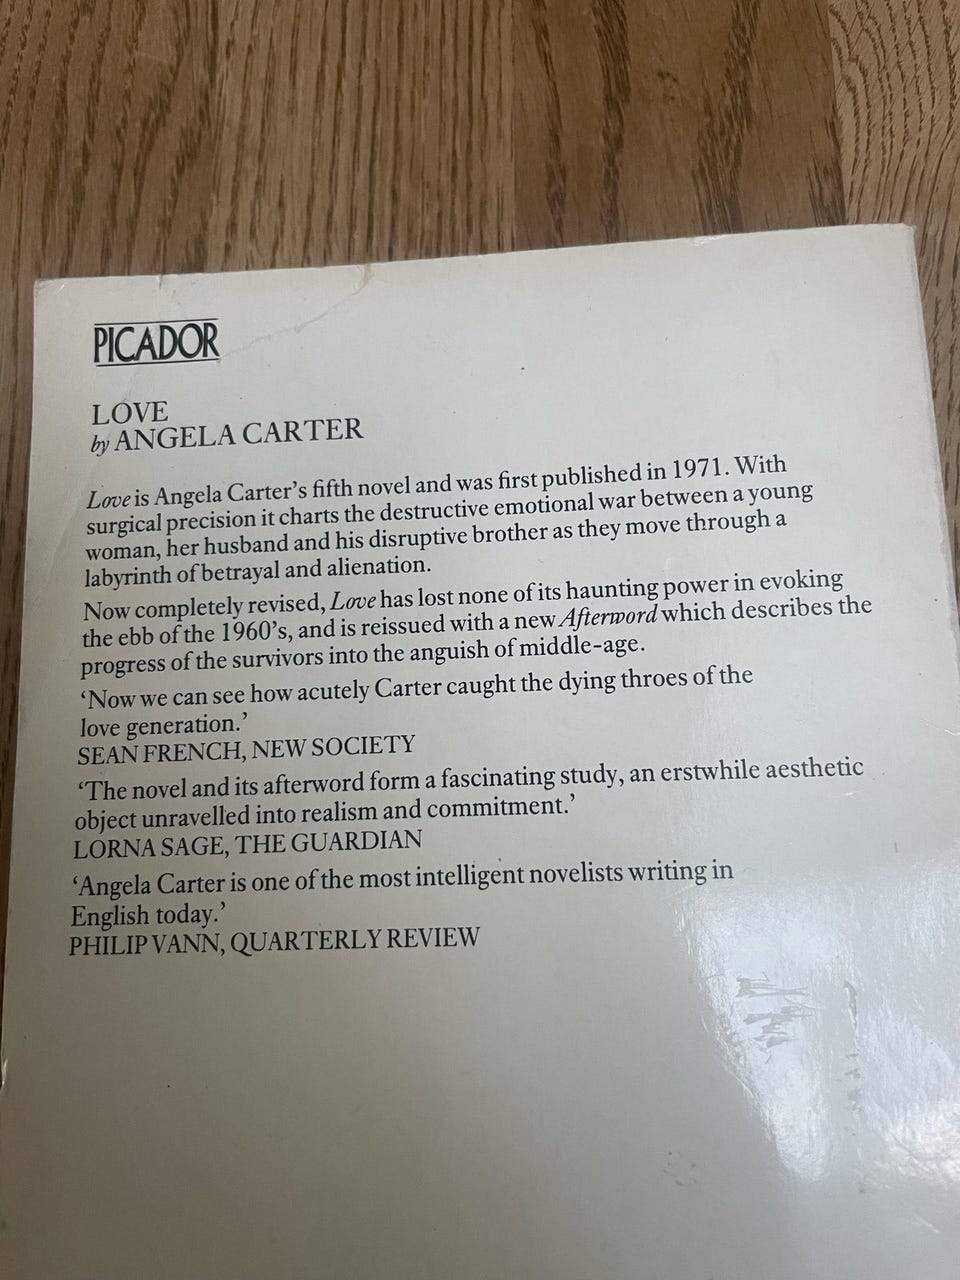 PICADOR
LOVE
by ANGELA CARTER
Love is Angela Carter's fifth novel and was first published in 1971. With
surgical precision it charts the destructive emotional war between a young
woman, her husband and his disruptive brother as they move through a
labyrinth of betrayal and alienation.
Now completely revised, Love has lost none of its haunting power in evoking
the ebb of the 1960's, and is reissued with a new Afterword which describes the
progress of the survivors into the anguish of middle-age.
'Now we can see how acutely Carter caught the dying throes of the
love generation.'
SEAN FRENCH, NEW SOCIETY
'The novel and its afterword form a fascinating study, an erstwhile aesthetic
object unravelled into realism and commitment.'
LORNA SAGE, THE GUARDIAN
'Angela Carter is one of the most intelligent novelists writing in
English today.'
PHILIP VANN, QUARTERLY REVIEW